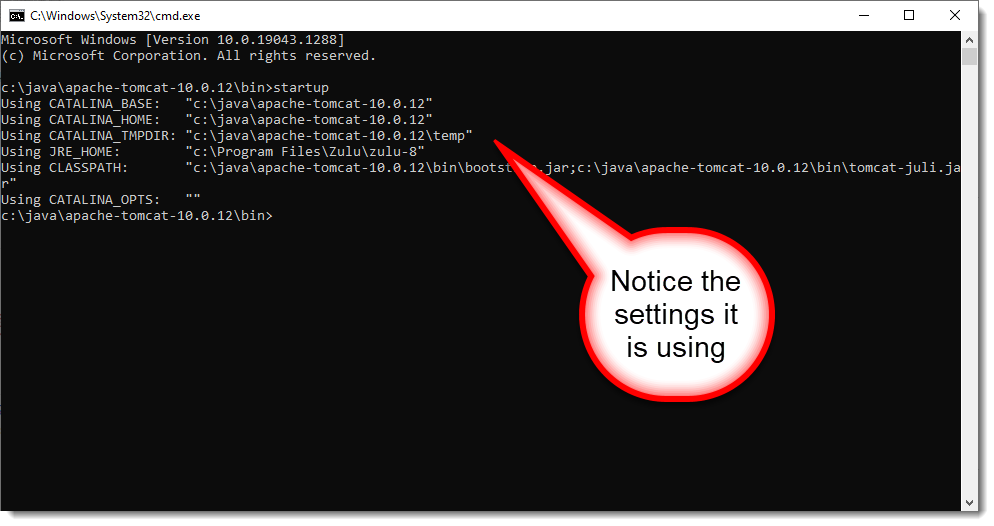 C:\Windows\System32\cmd.exe
Microsoft Windows [Version 10.0.19043.1288]
(c) Microsoft Corporation. All rights reserved.
c:\java\apache-tomcat-10.0.12\bin>startup
Using CATALINA_BASE:   "c:\java\apache-tomcat-10.0.12"
Using CATALINA_HOME:   "c:\java\apache-tomcat-10.0.12"
Using CATALINA_TMPDIR: "c:\java\apache-tomcat-10.0.12\temp"
Using JRE_HOME:        "c:\Program Files\Zulu\zulu-8"
Using CLASSPATH:       "c:\java\apache-tomcat-10.0.12\bin\bootst .jar;c:\java\apache-tomcat-10.0.12\bin\tomcat-juli.ja
r"
Using CATALINA_OPTS:   ""
c:\java\apache-tomcat-10.0.12\bin>
Notice the
settings it
is using